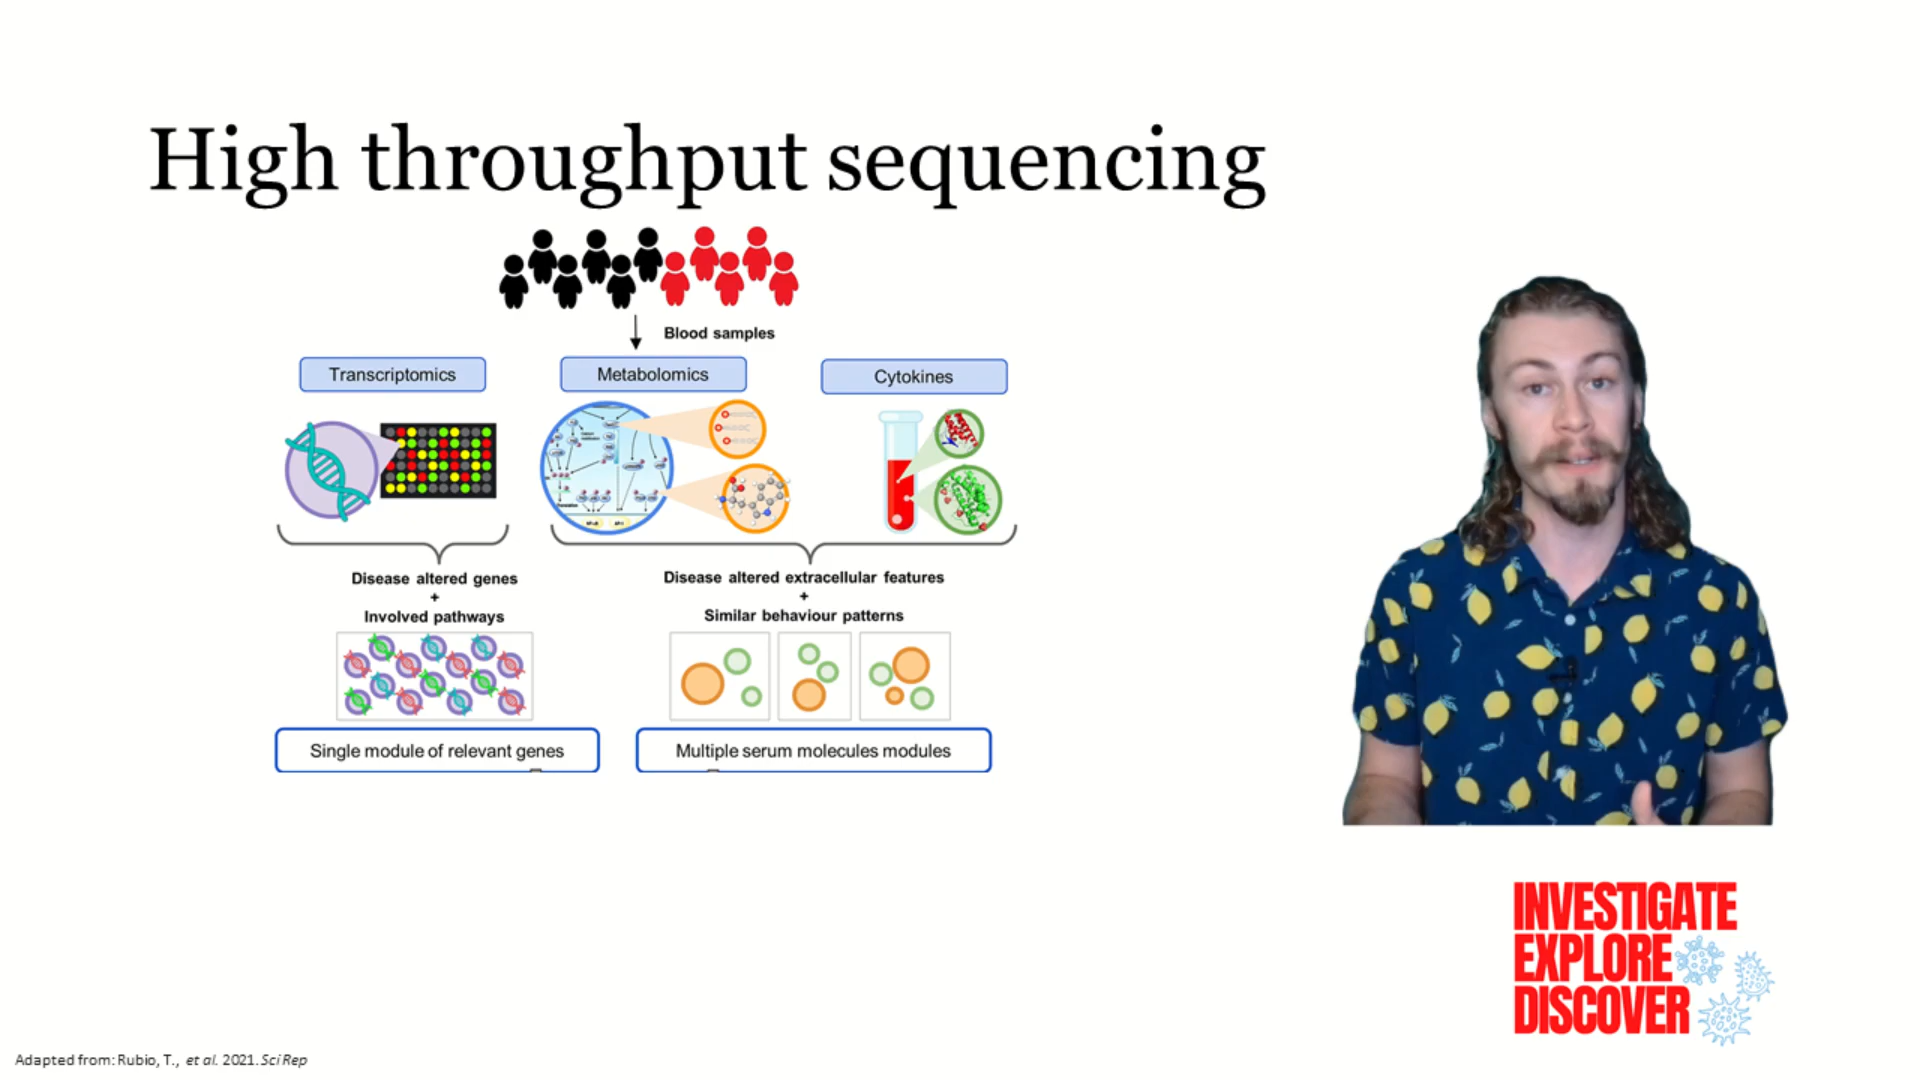 High throughput sequencing
Blood samples
Transcriptomics
Metabolomics
Cytokines
Disease altered genes
+
Involved pathways
Disease altered extracellular features
+
Similar behaviour patterns
Single module of relevant genes
Multiple serum molecules modules
INVESTIGATE
EXPLORE
DISCOVER
Adapted from: Rubio, T., et al. 2021. Sci Rep